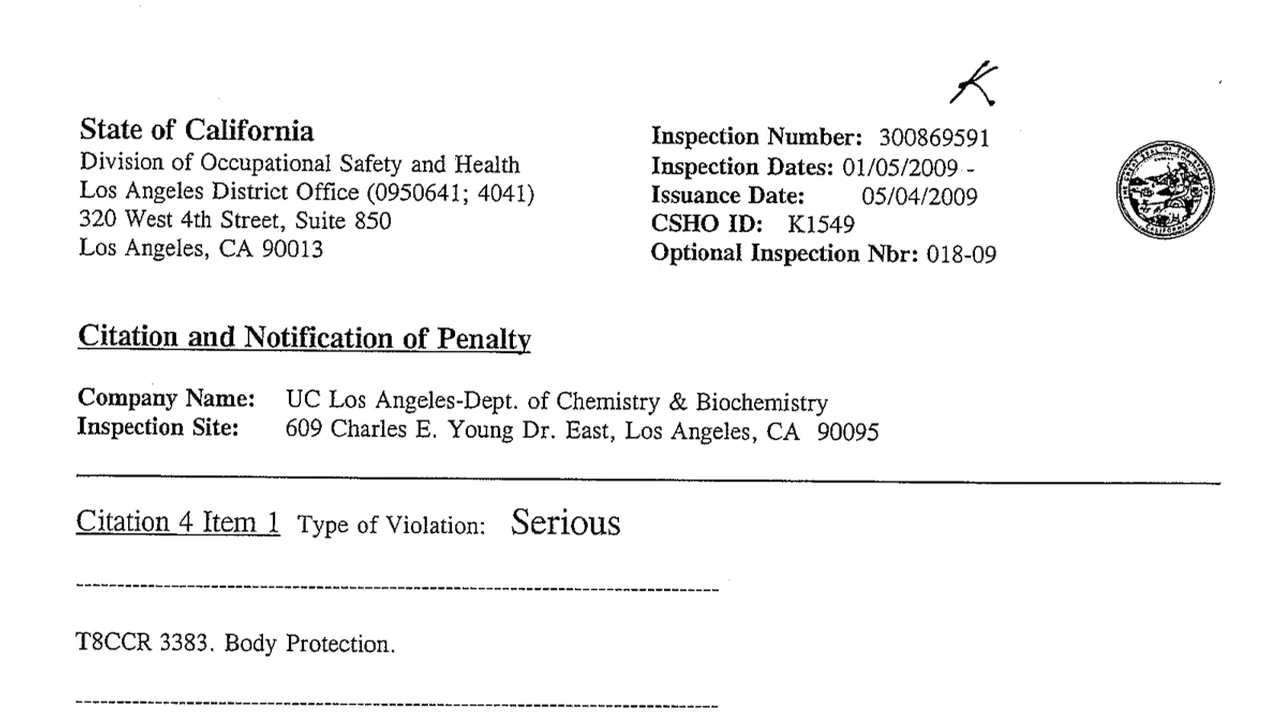 State of California
Division of Occupational Safety and Health
Los Angeles District Office (0950641; 4041)
320 West 4th Street, Suite 850
Los Angeles, CA 90013
Inspection Number: 300869591
Inspection Dates: 01/05/2009 -
Issuance Date: 05/04/2009
CSHO ID: K1549
Optional Inspection Nbr: 018-09
Citation and Notification of Penalty
Company Name: UC Los Angeles-Dept. of Chemistry & Biochemistry
Inspection Site: 609 Charles E. Young Dr. East, Los Angeles, CA 90095
Citation 4 Item 1 Type of Violation: Serious
T8CCR 3383. Body Protection.